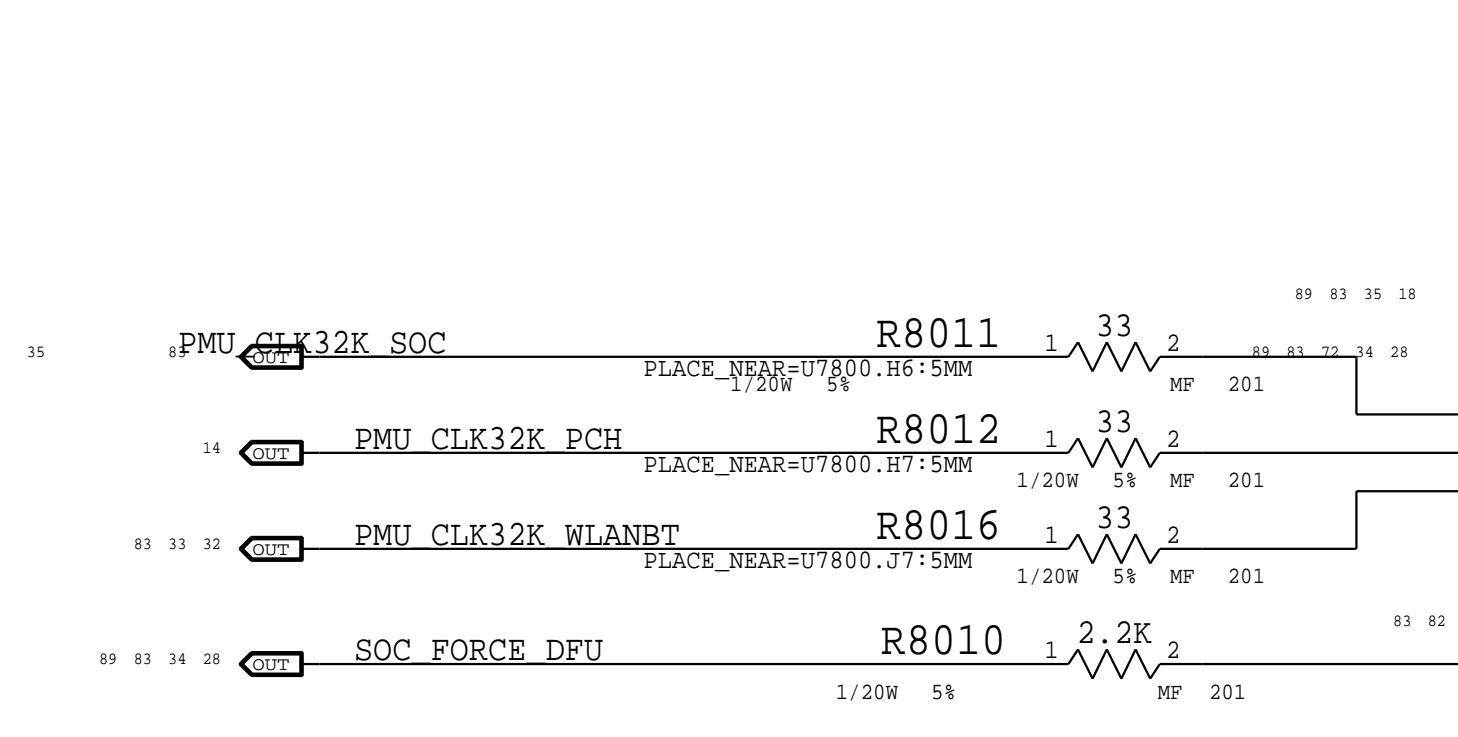 89 83 35 18
PMU_CLK32K_SOC R8011 33
35 83 OUT 1 2 89 83 72 34 28
PLACE_NEAR=U7800.H6:5MM
1/20W 5% MF 201
PMU_CLK32K_PCH R8012 33
14 OUT 1 2
PLACE_NEAR=U7800.H7:5MM
1/20W 5% MF 201
PMU_CLK32K_WLANBT R8016 33
83 33 32 OUT 1 2
PLACE_NEAR=U7800.J7:5MM
1/20W 5% MF 201
83 82
SOC_FORCE_DFU R8010 2.2K
89 83 34 28 OUT 1 2
1/20W 5% MF 201